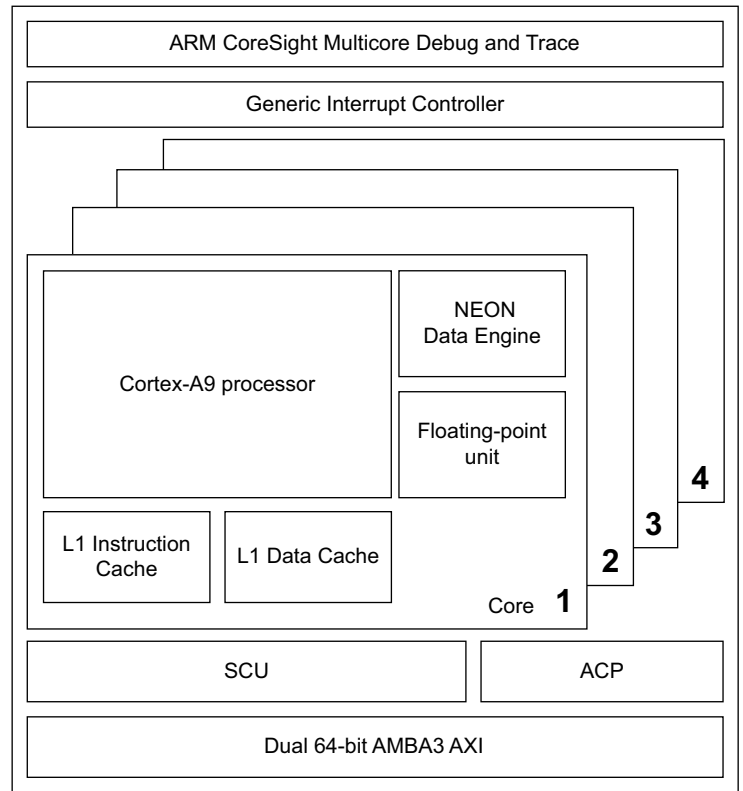 ARM CoreSight Multicore Debug and Trace
Generic Interrupt Controller
NEON
Data Engine
Cortex-A9 processor
Floating-point
unit
4
3
L1 Instruction
Cache
L1 Data Cache
2
Core 1
SCU
ACP
Dual 64-bit AMBA3 AXI